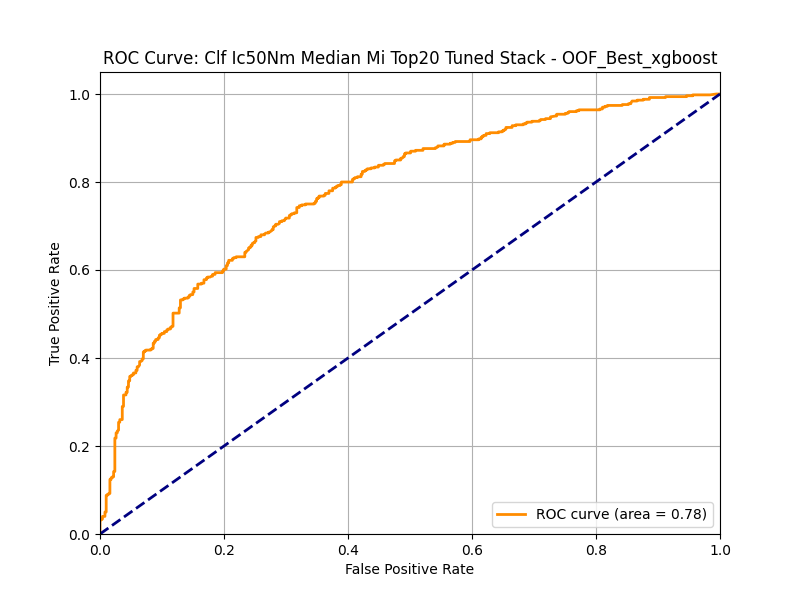 ROC Curve: Clf Ic50Nm Median Mi Top20 Tuned Stack - OOF_Best_xgboost
1.0
0.8
0.6
0.4
0.2
0.0
True Positive Rate
ROC curve (area = 0.78)
0.0 0.2 0.4 0.6 0.8 1.0
False Positive Rate